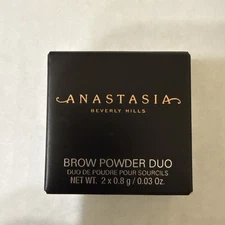 ANASTASIA
BEVERLY HILLS
BROW POWDER DUO
DUO DE POUDRE POUR SOURCILS
NET WT. 2 x 0.8 g / 0.03 Oz.